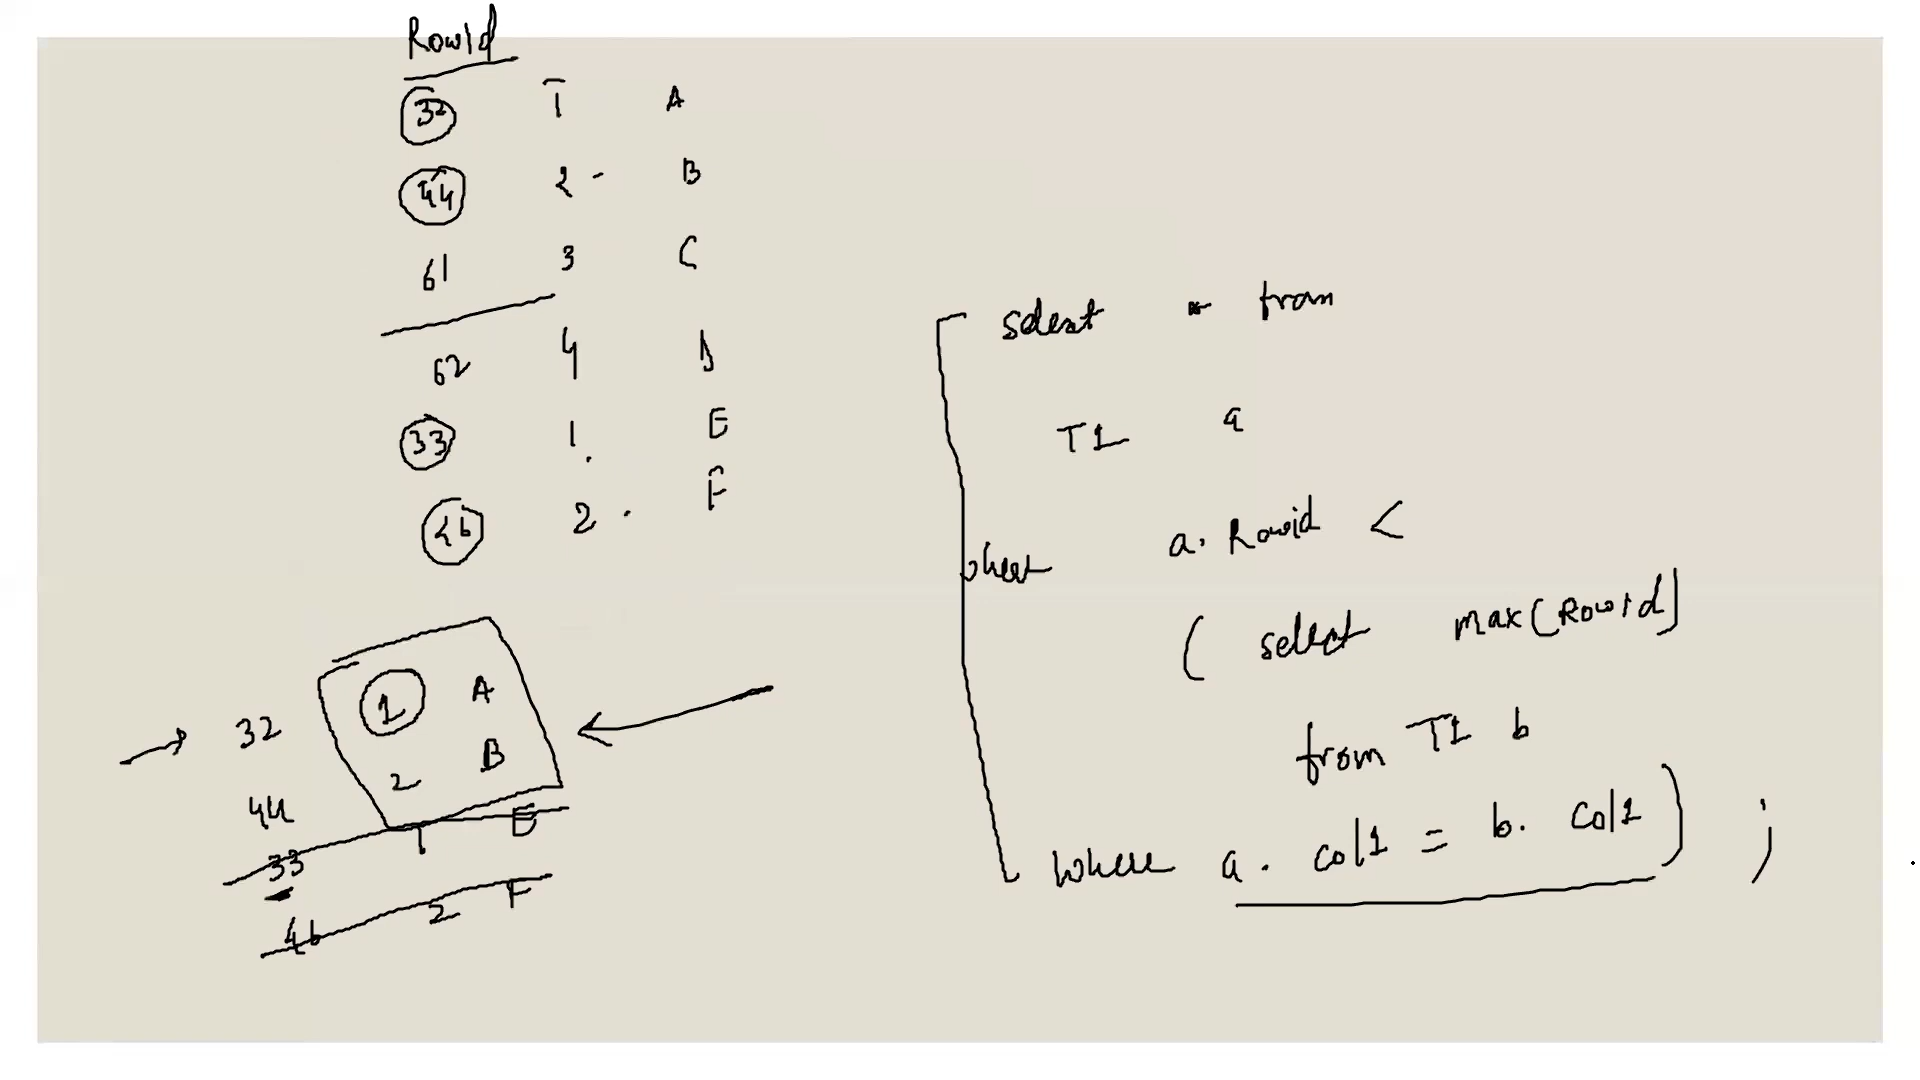 Rowid
32 1 A
44 2 B
61 3 C
62 4 D
33 1 E
46 2 F
32 1 A
44 2 B
33 1 E
46 2 F
select * from
T1 a
where a. Rowid <
( select max(Rowid)
from T1 b
where a. col1 = b. col1 ) ;